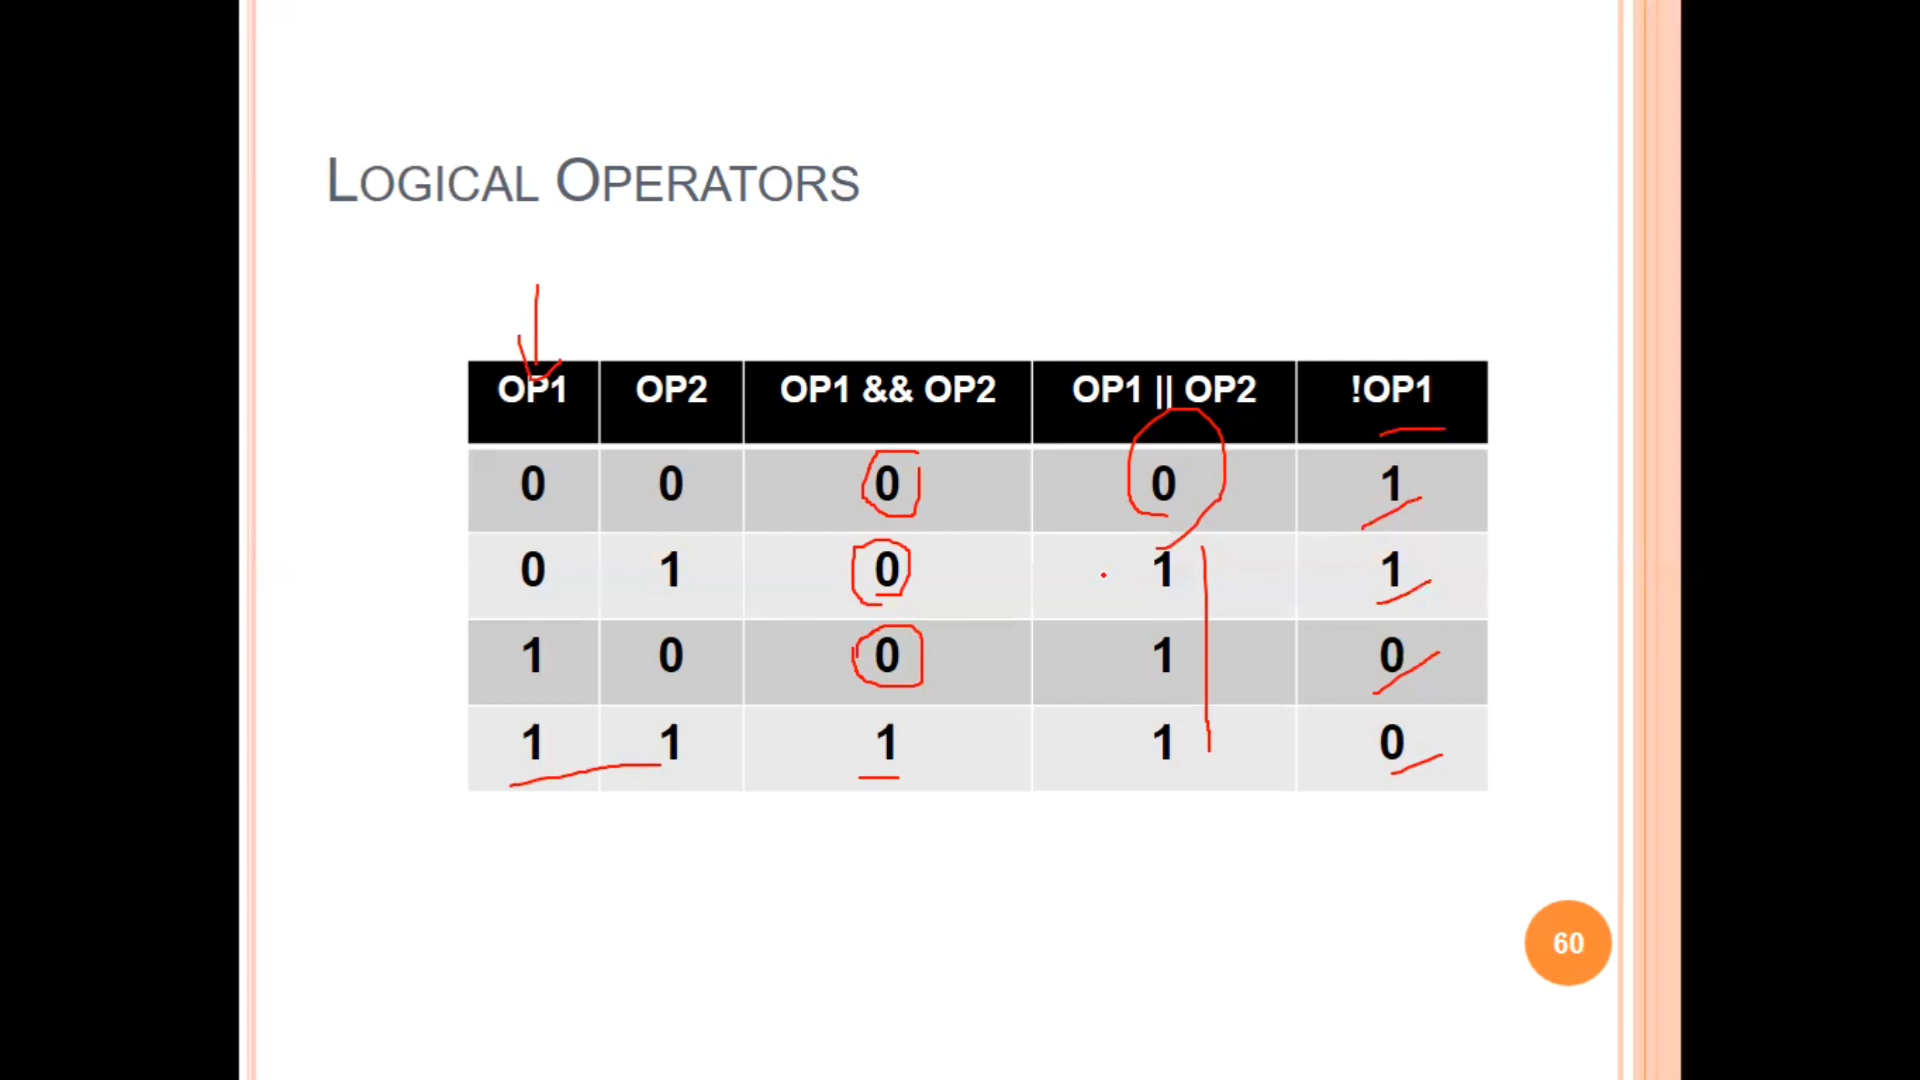 LOGICAL OPERATORS
OP1 OP2 OP1 && OP2 OP1 || OP2 !OP1
0 0 0 0 1
0 1 0 1 1
1 0 0 1 0
1 1 1 1 0
60